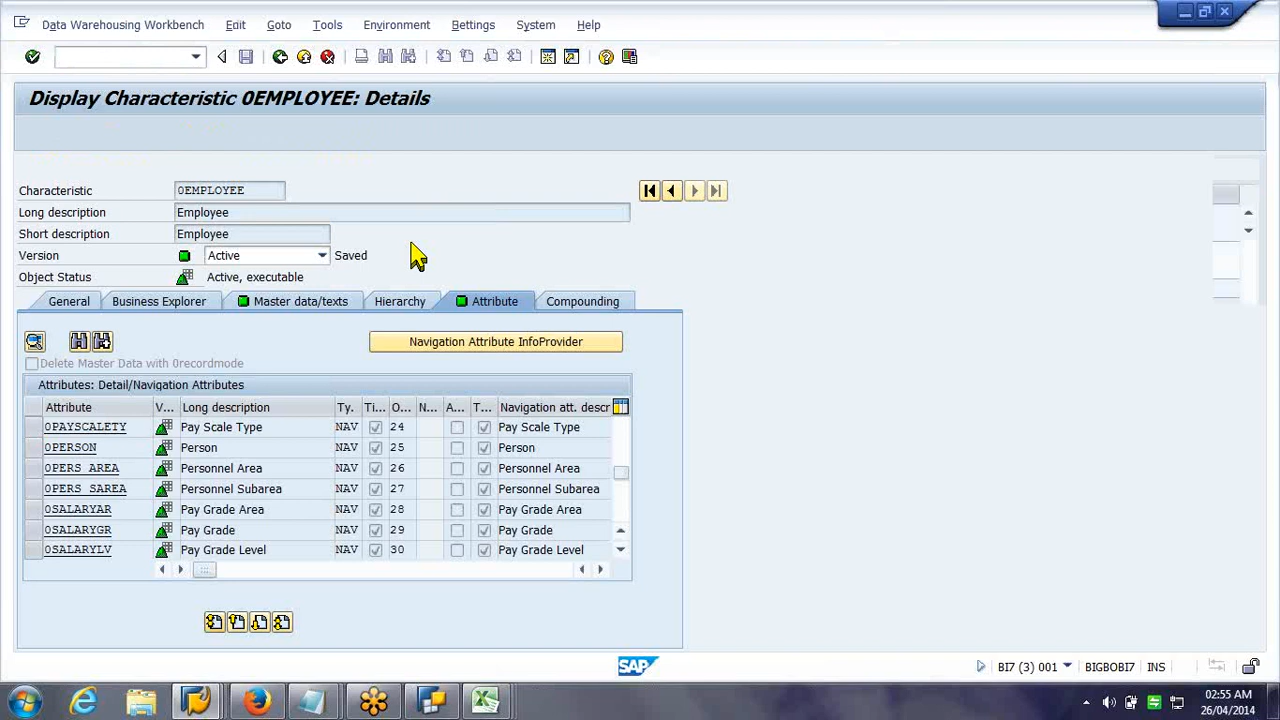 Data Warehousing Workbench Edit Goto Tools Environment Settings System Help
Display Characteristic 0EMPLOYEE: Details
Characteristic 0EMPLOYEE
Long description Employee
Short description Employee
Version Active Saved
Object Status Active, executable
General Business Explorer Master data/texts Hierarchy Attribute Compounding
Navigation Attribute InfoProvider
Delete Master Data with 0recordmode
Attributes: Detail/Navigation Attributes
Attribute V... Long description Ty. Ti... O... N... A... T... Navigation att. descr
0PAYSCALETY Pay Scale Type NAV 24 Pay Scale Type
0PERSON Person NAV 25 Person
0PERS_AREA Personnel Area NAV 26 Personnel Area
0PERS_SAREA Personnel Subarea NAV 27 Personnel Subarea
0SALARYAR Pay Grade Area NAV 28 Pay Grade Area
0SALARYGR Pay Grade NAV 29 Pay Grade
0SALARYLV Pay Grade Level NAV 30 Pay Grade Level
SAP BI7 (3) 001 BIGBOBI7 INS
02:55 AM
26/04/2014